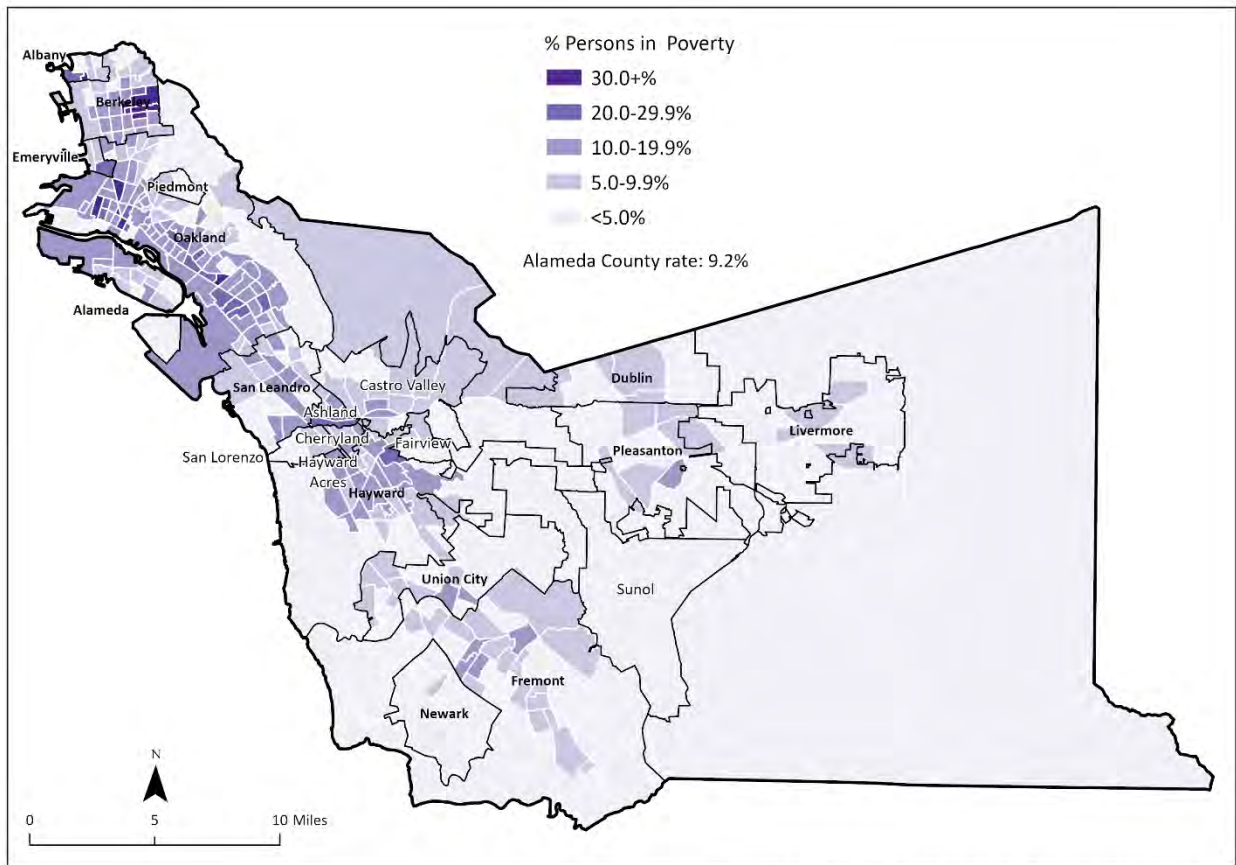 % Persons in Poverty
30.0+%
20.0-29.9%
10.0-19.9%
5.0-9.9%
<5.0%
Alameda County rate: 9.2%
Albany
Berkeley
Emeryville
Piedmont
Oakland
Alameda
San Leandro
Castro Valley
Dublin
Ashland
Livermore
Cherryland
Fairview
Pleasanton
San Lorenzo
Hayward
Acres
Hayward
Union City
Sunol
Fremont
Newark
N
0 5 10 Miles